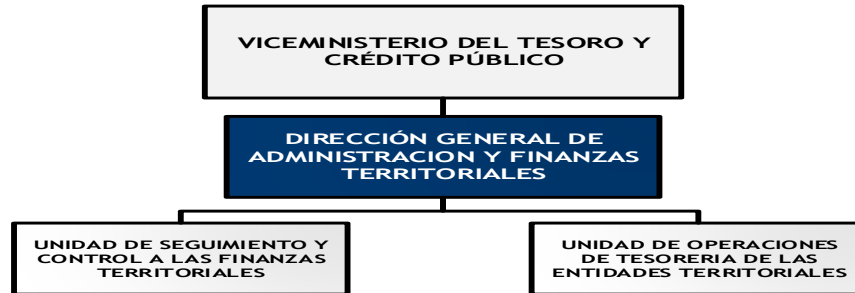 VICEMINISTERIO DEL TESORO Y
CRÉDITO PÚBLICO
DIRECCIÓN GENERAL DE
ADMINISTRACION Y FINANZAS
TERRITORIALES
UNIDAD DE SEGUIMIENTO Y
CONTROL A LAS FINANZAS
TERRITORIALES
UNIDAD DE OPERACIONES
DE TESORERIA DE LAS
ENTIDADES TERRITORIALES